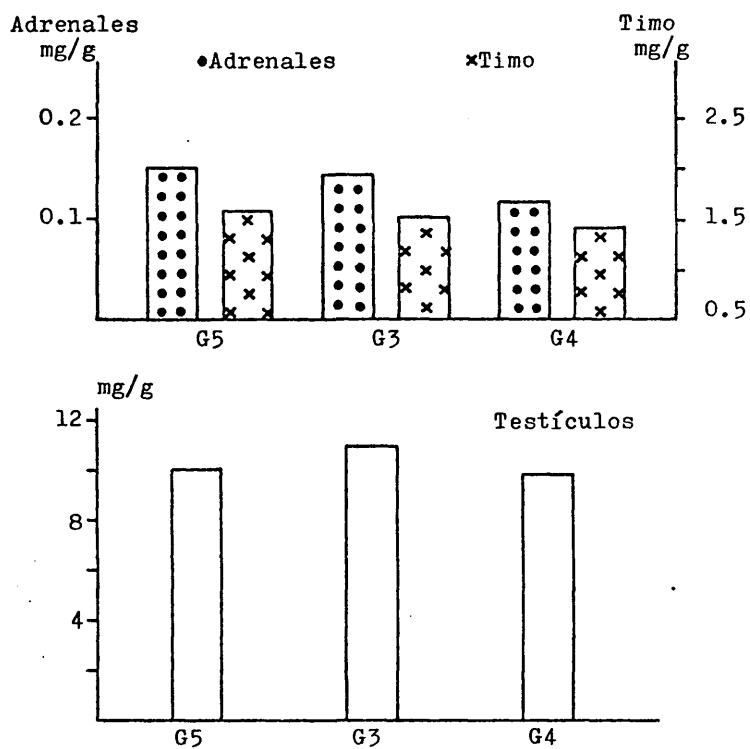 Adrenales
mg/g
Timo
mg/g
•Adrenales ×Timo
0.2
2.5
0.1
1.5
0.5
G5 G3 G4
mg/g
12
Testículos
8
4
G5 G3 G4